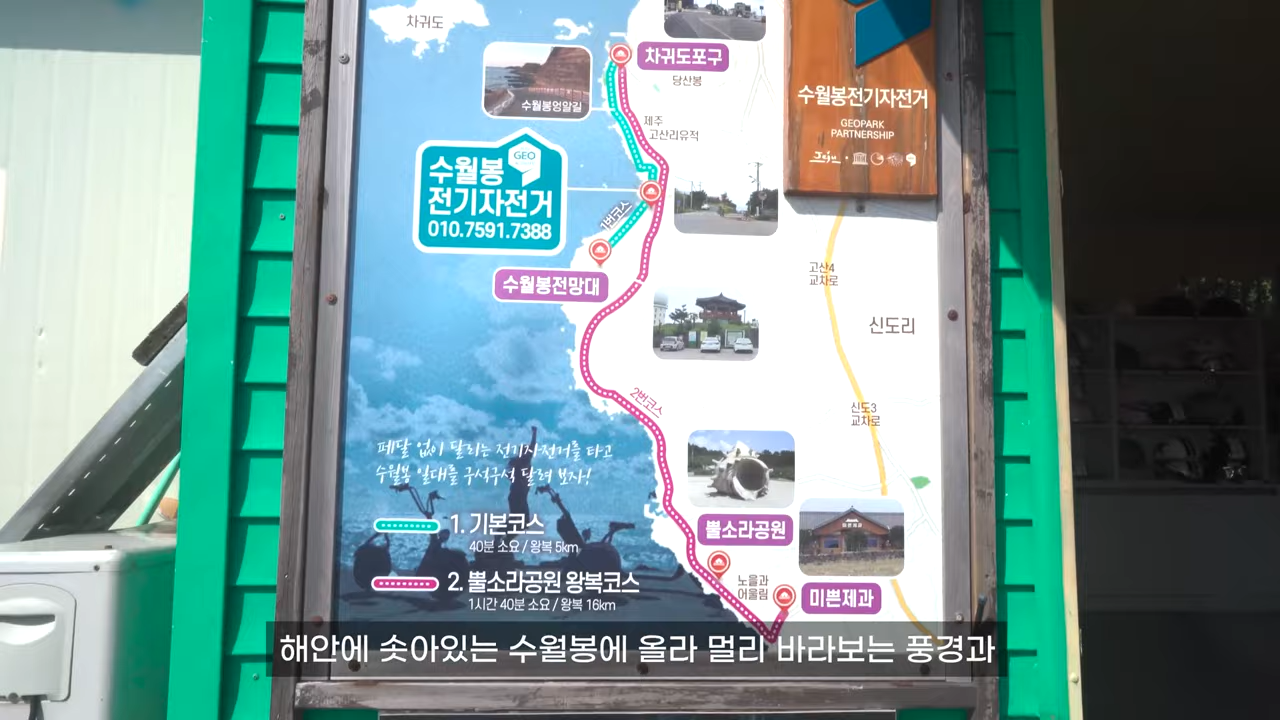 차귀도
차귀도포구
당산봉
수월봉엉알길
제주
고산리유적
수월봉전기자전거
GEOPARK
PARTNERSHIP
Jeju
GEO
수월봉
전기자전거
010.7591.7388
1번코스
수월봉전망대
고산4
교차로
신도리
2번코스
신도3
교차로
페달 없이 달리는 전기자전거를 타고
수월봉 일대를 구석구석 달려 보자!
1. 기본코스
40분 소요 / 왕복 5km
뿔소라공원
2. 뿔소라공원 왕복코스
1시간 40분 소요 / 왕복 16km
노을과
어울림
미쁜제과
해안에 솟아있는 수월봉에 올라 멀리 바라보는 풍경과